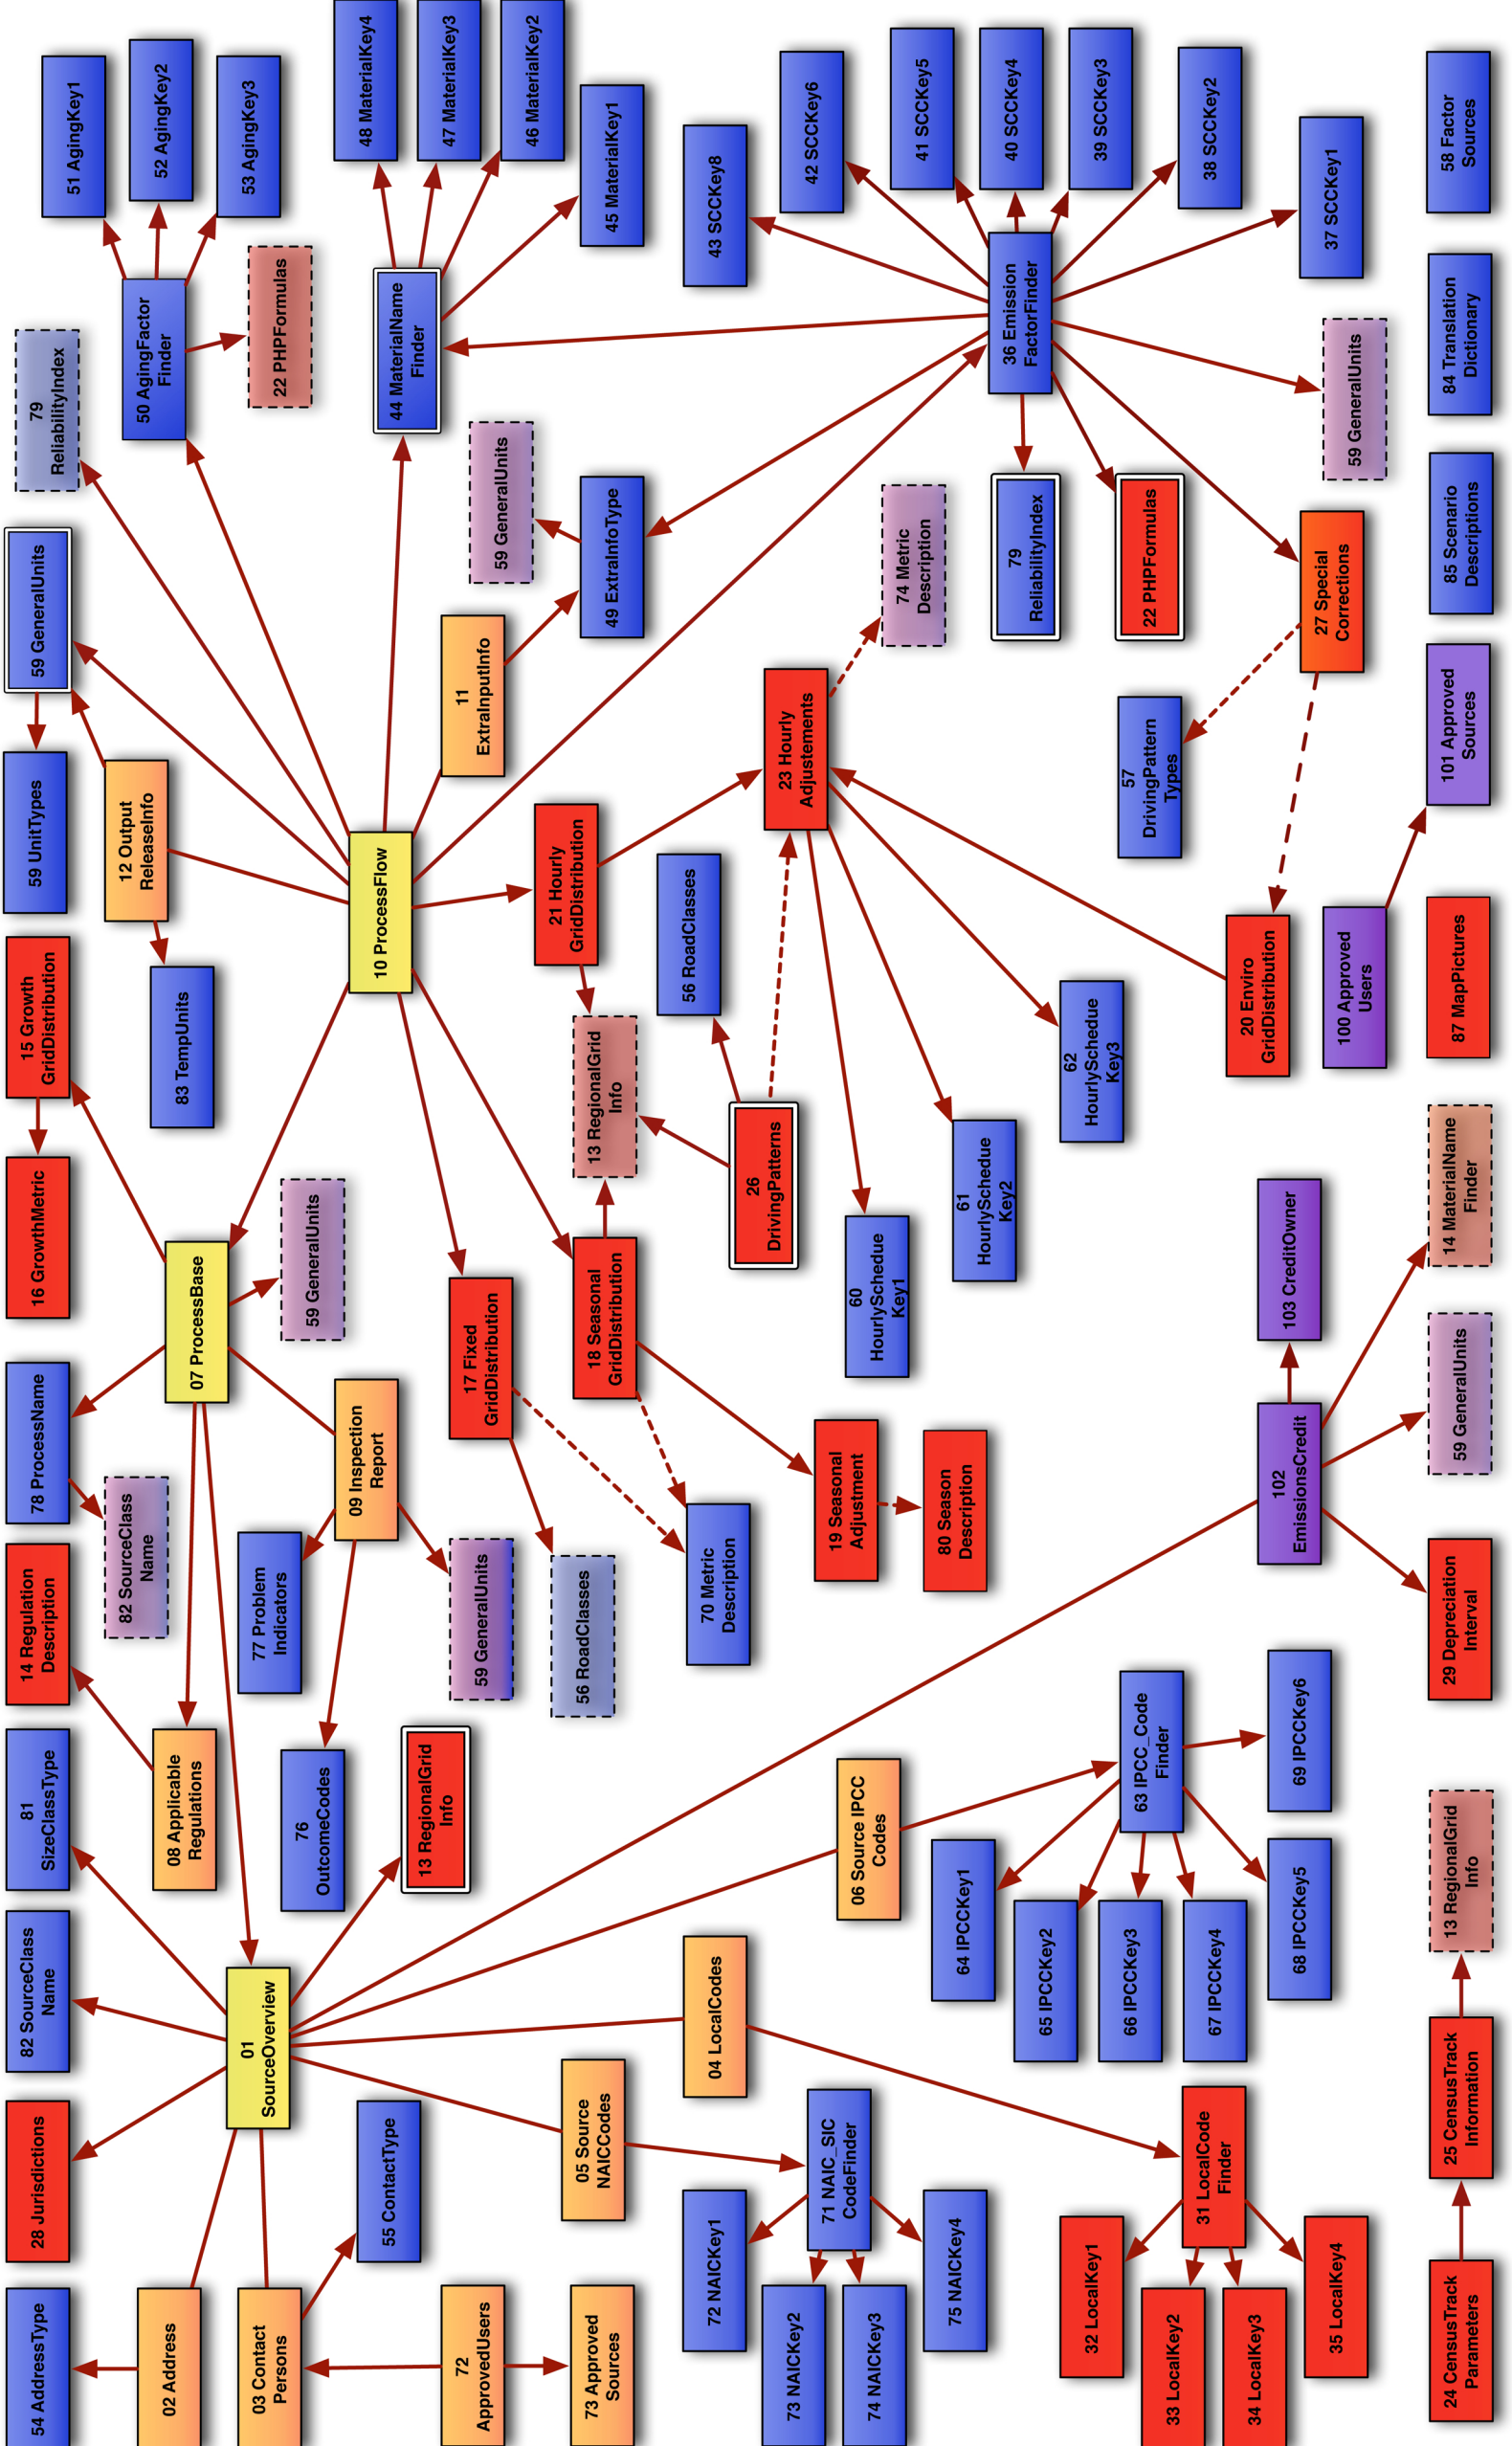 54 AddressType
28 Jurisdictions
82 SourceClass
Name
81
SizeClassType
14 Regulation
Description
78 ProcessName
16 GrowthMetric
15 Growth
GridDistribution
59 UnitTypes
59 GeneralUnits
79
ReliabilityIndex
51 AgingKey1
02 Address
08 Applicable
Regulations
82 SourceClass
Name
07 ProcessBase
83 TempUnits
12 Output
ReleaseInfo
50 AgingFactor
Finder
52 AgingKey2
53 AgingKey3
03 Contact
Persons
01
SourceOverview
77 Problem
Indicators
59 GeneralUnits
22 PHPFormulas
55 ContactType
76
OutcomeCodes
09 Inspection
Report
10 ProcessFlow
44 MaterialName
Finder
48 MaterialKey4
47 MaterialKey3
46 MaterialKey2
45 MaterialKey1
72
ApprovedUsers
13 RegionalGrid
Info
59 GeneralUnits
17 Fixed
GridDistribution
11
ExtraInputInfo
59 GeneralUnits
73 Approved
Sources
05 Source
NAICCodes
56 RoadClasses
18 Seasonal
GridDistribution
13 RegionalGrid
Info
21 Hourly
GridDistribution
49 ExtraInfoType
72 NAICKey1
04 LocalCodes
70 Metric
Description
56 RoadClasses
43 SCCKey8
73 NAICKey2
71 NAIC_SIC
CodeFinder
26
DrivingPatterns
23 Hourly
Adjustements
42 SCCKey6
74 NAICKey3
06 Source IPCC
Codes
19 Seasonal
Adjustment
60
HourlySchedue
Key1
74 Metric
Description
41 SCCKey5
75 NAICKey4
64 IPCCKey1
80 Season
Description
61
HourlySchedue
Key2
79
ReliabilityIndex
36 Emission
FactorFinder
40 SCCKey4
32 LocalKey1
65 IPCCKey2
62
HourlySchedue
Key3
39 SCCKey3
33 LocalKey2
66 IPCCKey3
63 IPCC_Code
Finder
57
DrivingPattern
Types
22 PHPFormulas
38 SCCKey2
34 LocalKey3
31 LocalCode
Finder
67 IPCCKey4
35 LocalKey4
68 IPCCKey5
69 IPCCKey6
102
EmissionsCredit
103 CreditOwner
20 Enviro
GridDistribution
27 Special
Corrections
37 SCCKey1
100 Approved
Users
59 GeneralUnits
24 CensusTrack
Parameters
25 CensusTrack
Information
13 RegionalGrid
Info
29 Depreciation
Interval
59 GeneralUnits
14 MaterialName
Finder
87 MapPictures
101 Approved
Sources
85 Scenario
Descriptions
84 Translation
Dictionary
58 Factor
Sources